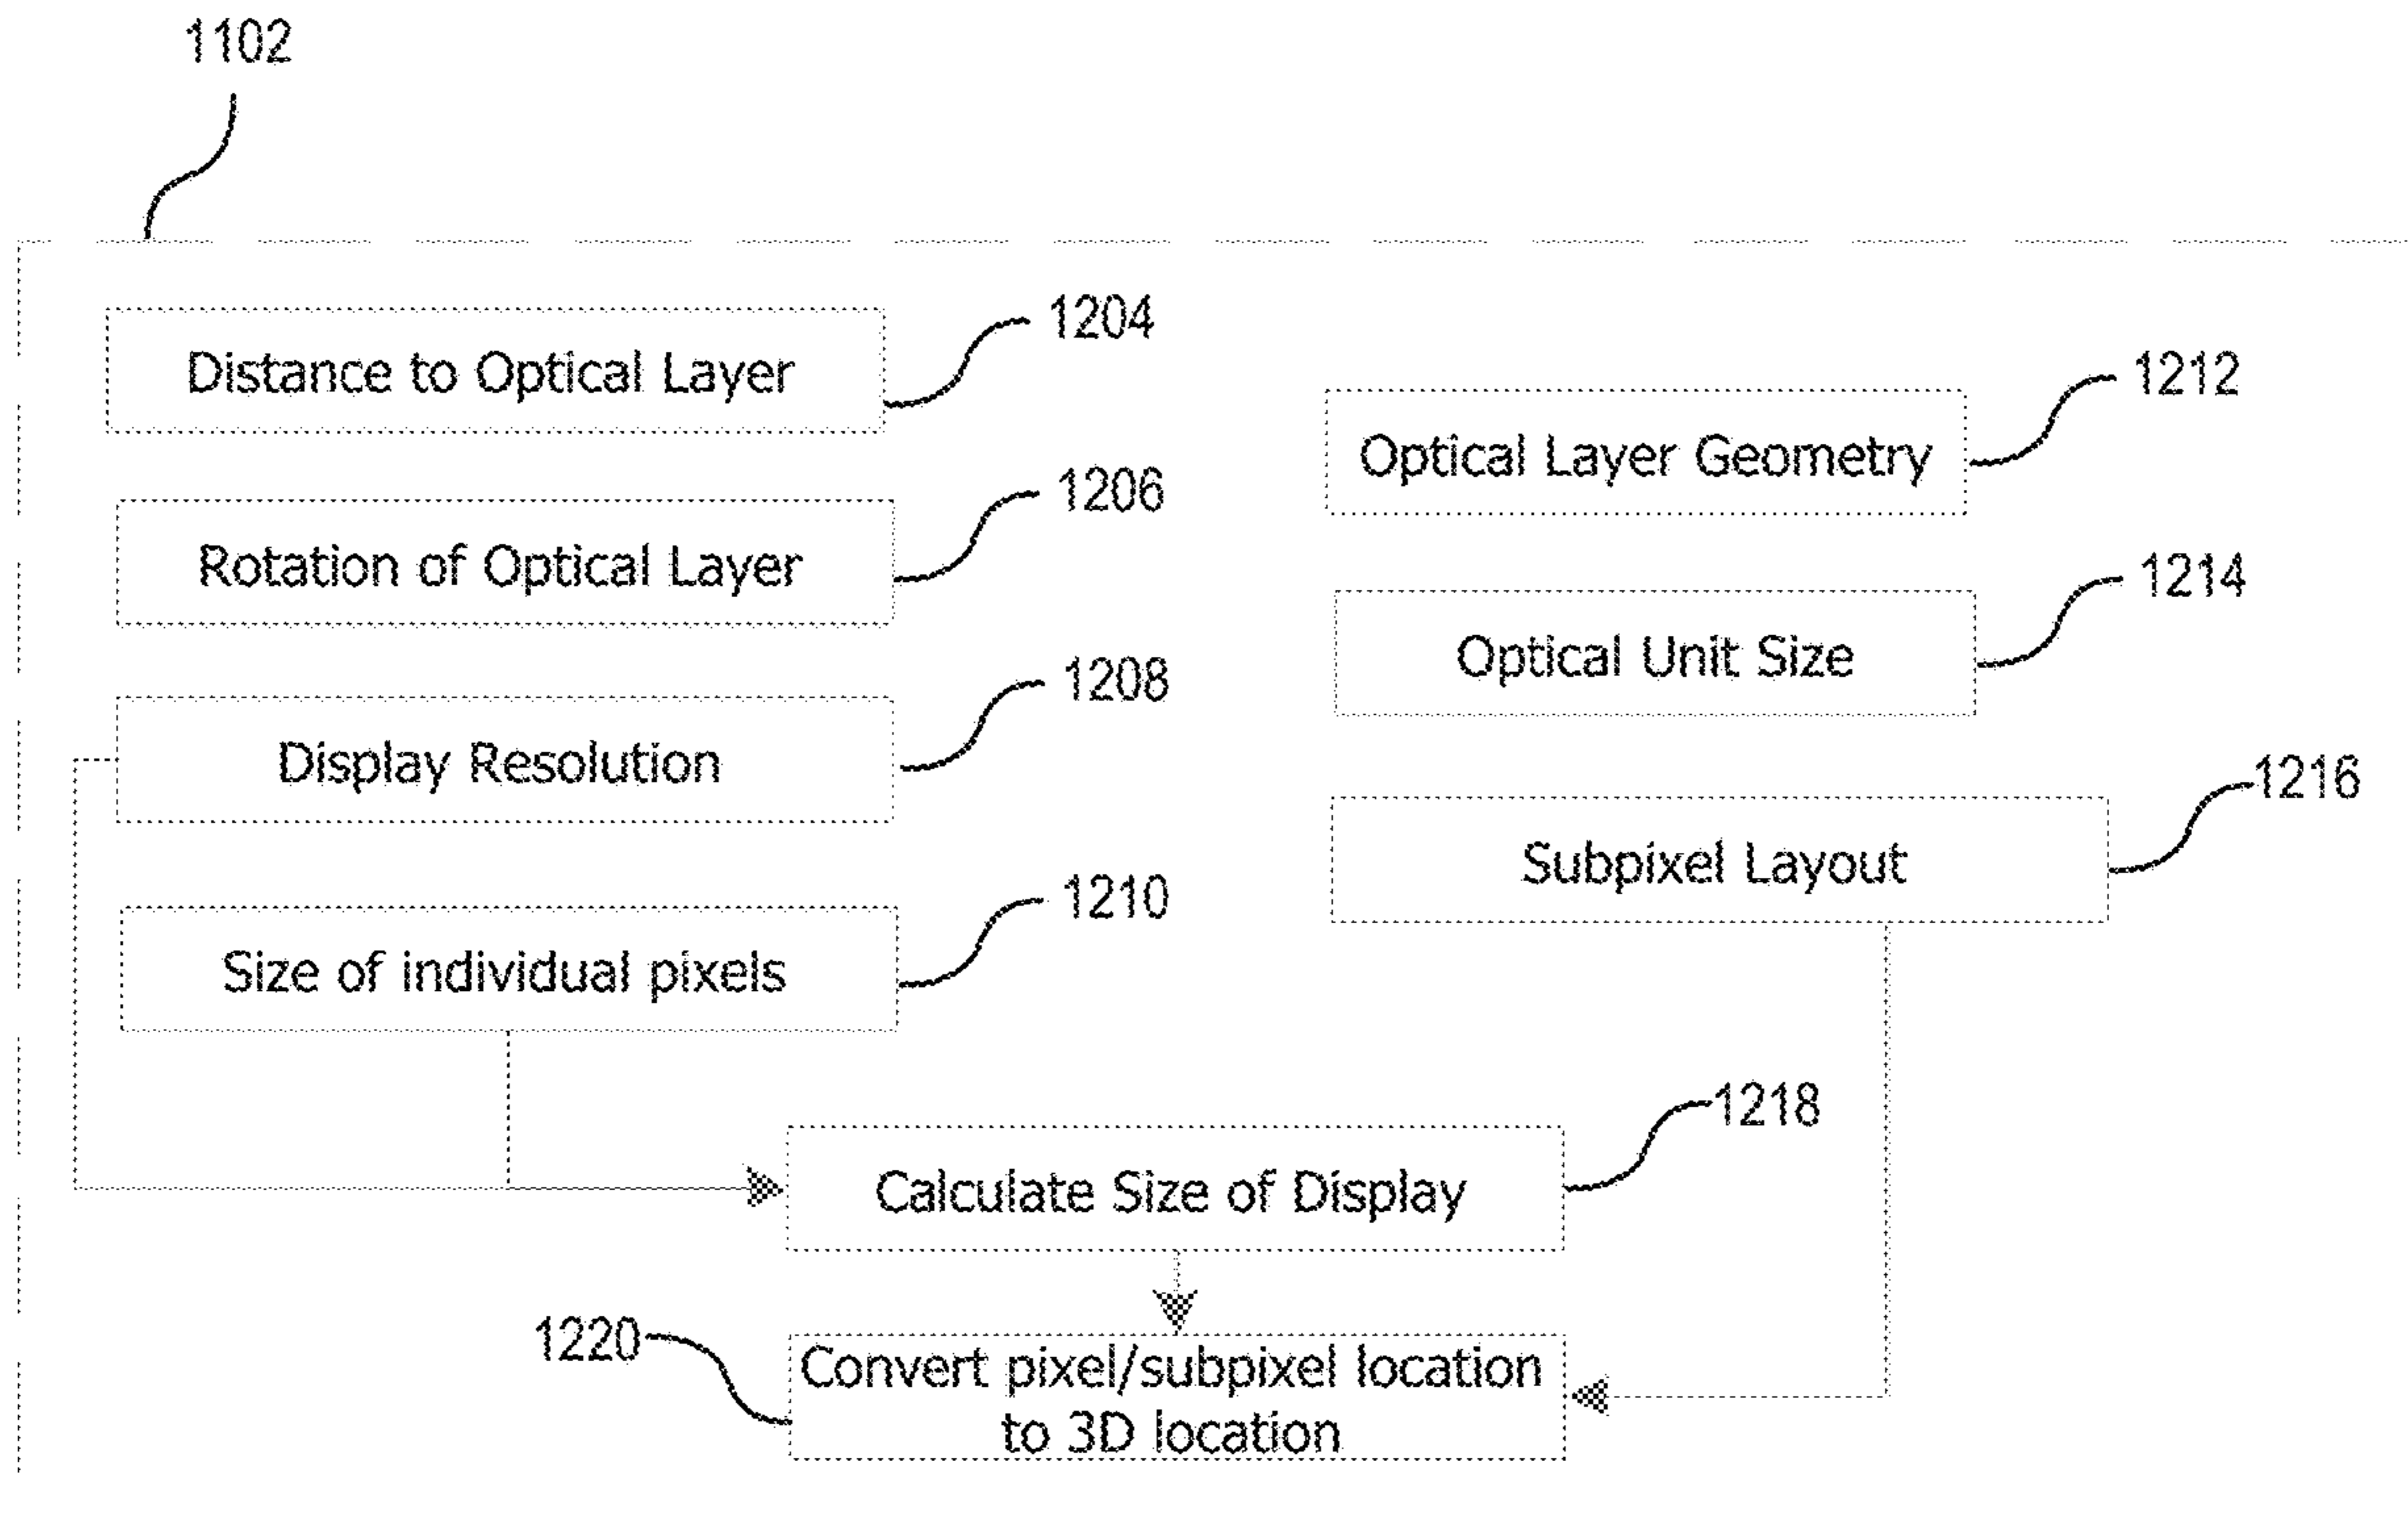 1102
Distance to Optical Layer
1204
Rotation of Optical Layer
1206
Display Resolution
1208
Size of individual pixels
1210
Optical Layer Geometry
1212
Optical Unit Size
1214
Subpixel Layout
1216
Calculate Size of Display
1218
1220
Convert pixel/subpixel location
to 3D location